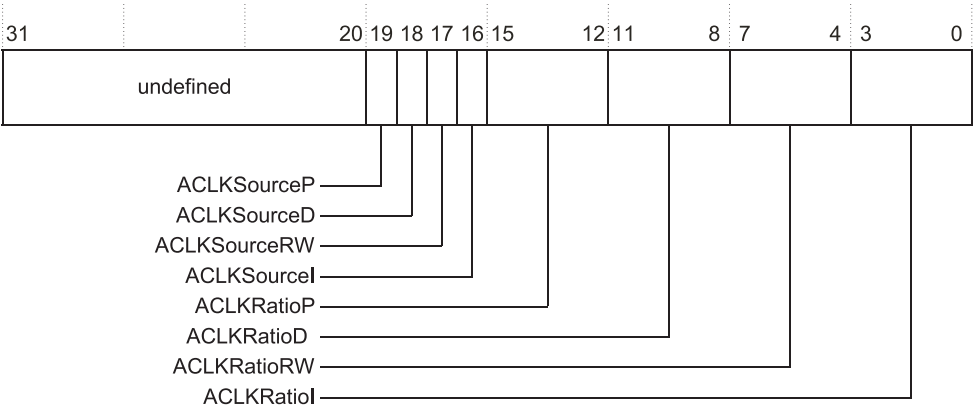 31 20 19 18 17 16 15 12 11 8 7 4 3 0
undefined
ACLKSourceP
ACLKSourceD
ACLKSourceRW
ACLKSourceI
ACLKRatioP
ACLKRatioD
ACLKRatioRW
ACLKRatioI